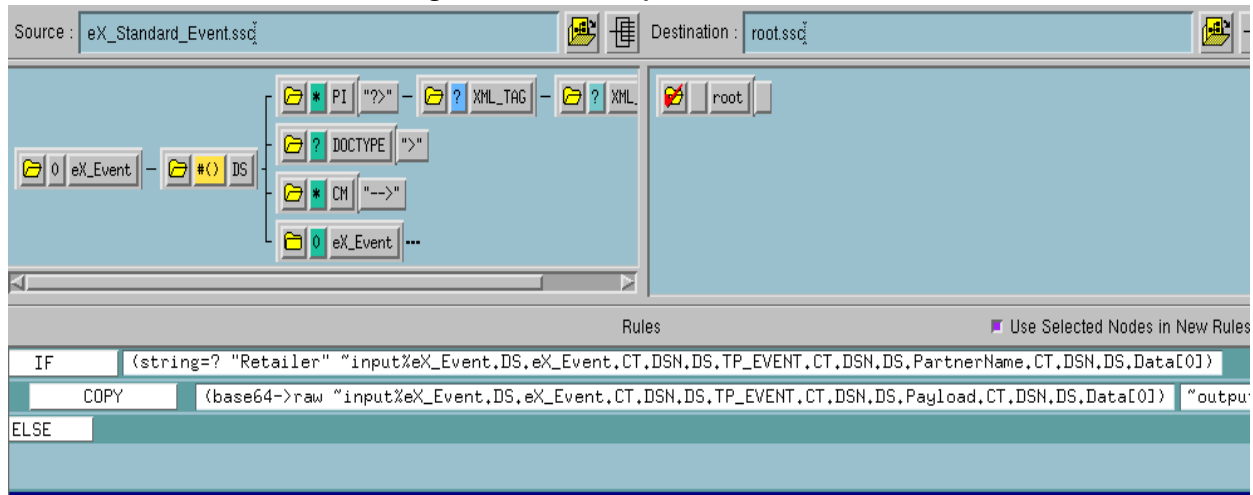 Source : eX_Standard_Event.ssc Destination : root.ssc
* PI "?>" ? XML_TAG ? XML_ root
? DOCTYPE ">"
0 eX_Event #() DS
* CM "-->"
0 eX_Event
Rules Use Selected Nodes in New Rules
IF (string=? "Retailer" ~input%eX_Event.DS.eX_Event.CT.DSN.DS.TP_EVENT.CT.DSN.DS.PartnerName.CT.DSN.DS.Data[0])
COPY (base64->raw ~input%eX_Event.DS.eX_Event.CT.DSN.DS.TP_EVENT.CT.DSN.DS.Payload.CT.DSN.DS.Data[0]) ~output
ELSE